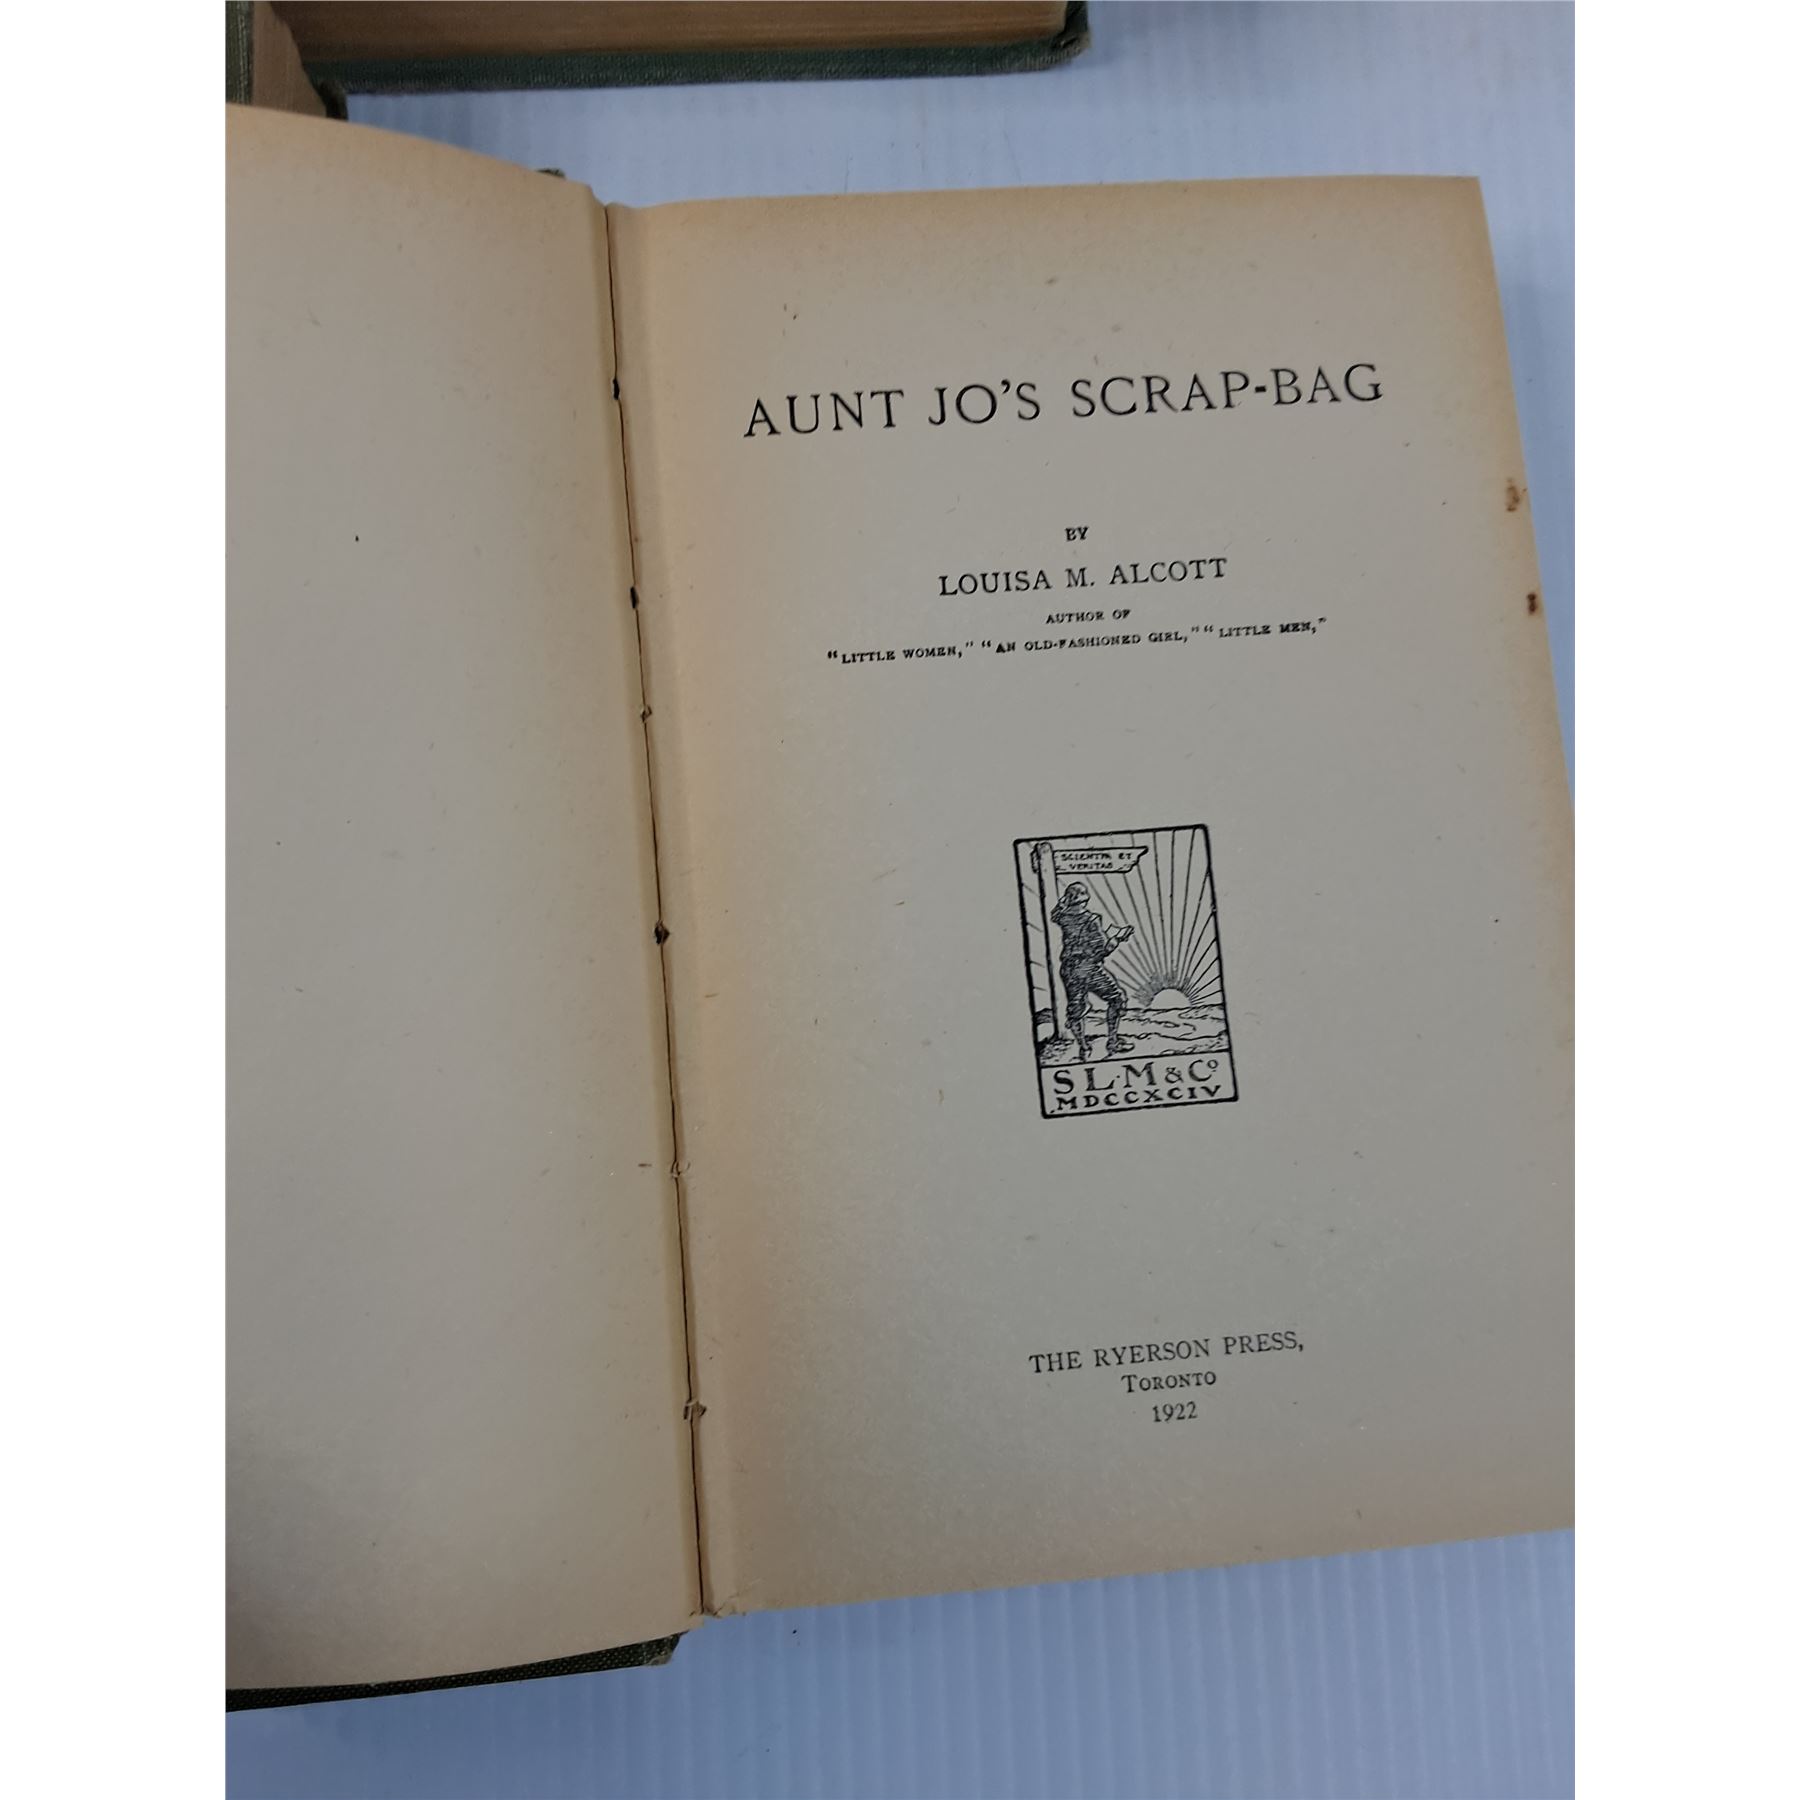 AUNT JO'S SCRAP-BAG
BY
LOUISA M. ALCOTT
AUTHOR OF
"LITTLE WOMEN," "AN OLD-FASHIONED GIRL," "LITTLE MEN,"
SCIENTIA ET
VERITAS
S L·M & Cº
MDCCXCIV
THE RYERSON PRESS,
TORONTO
1922